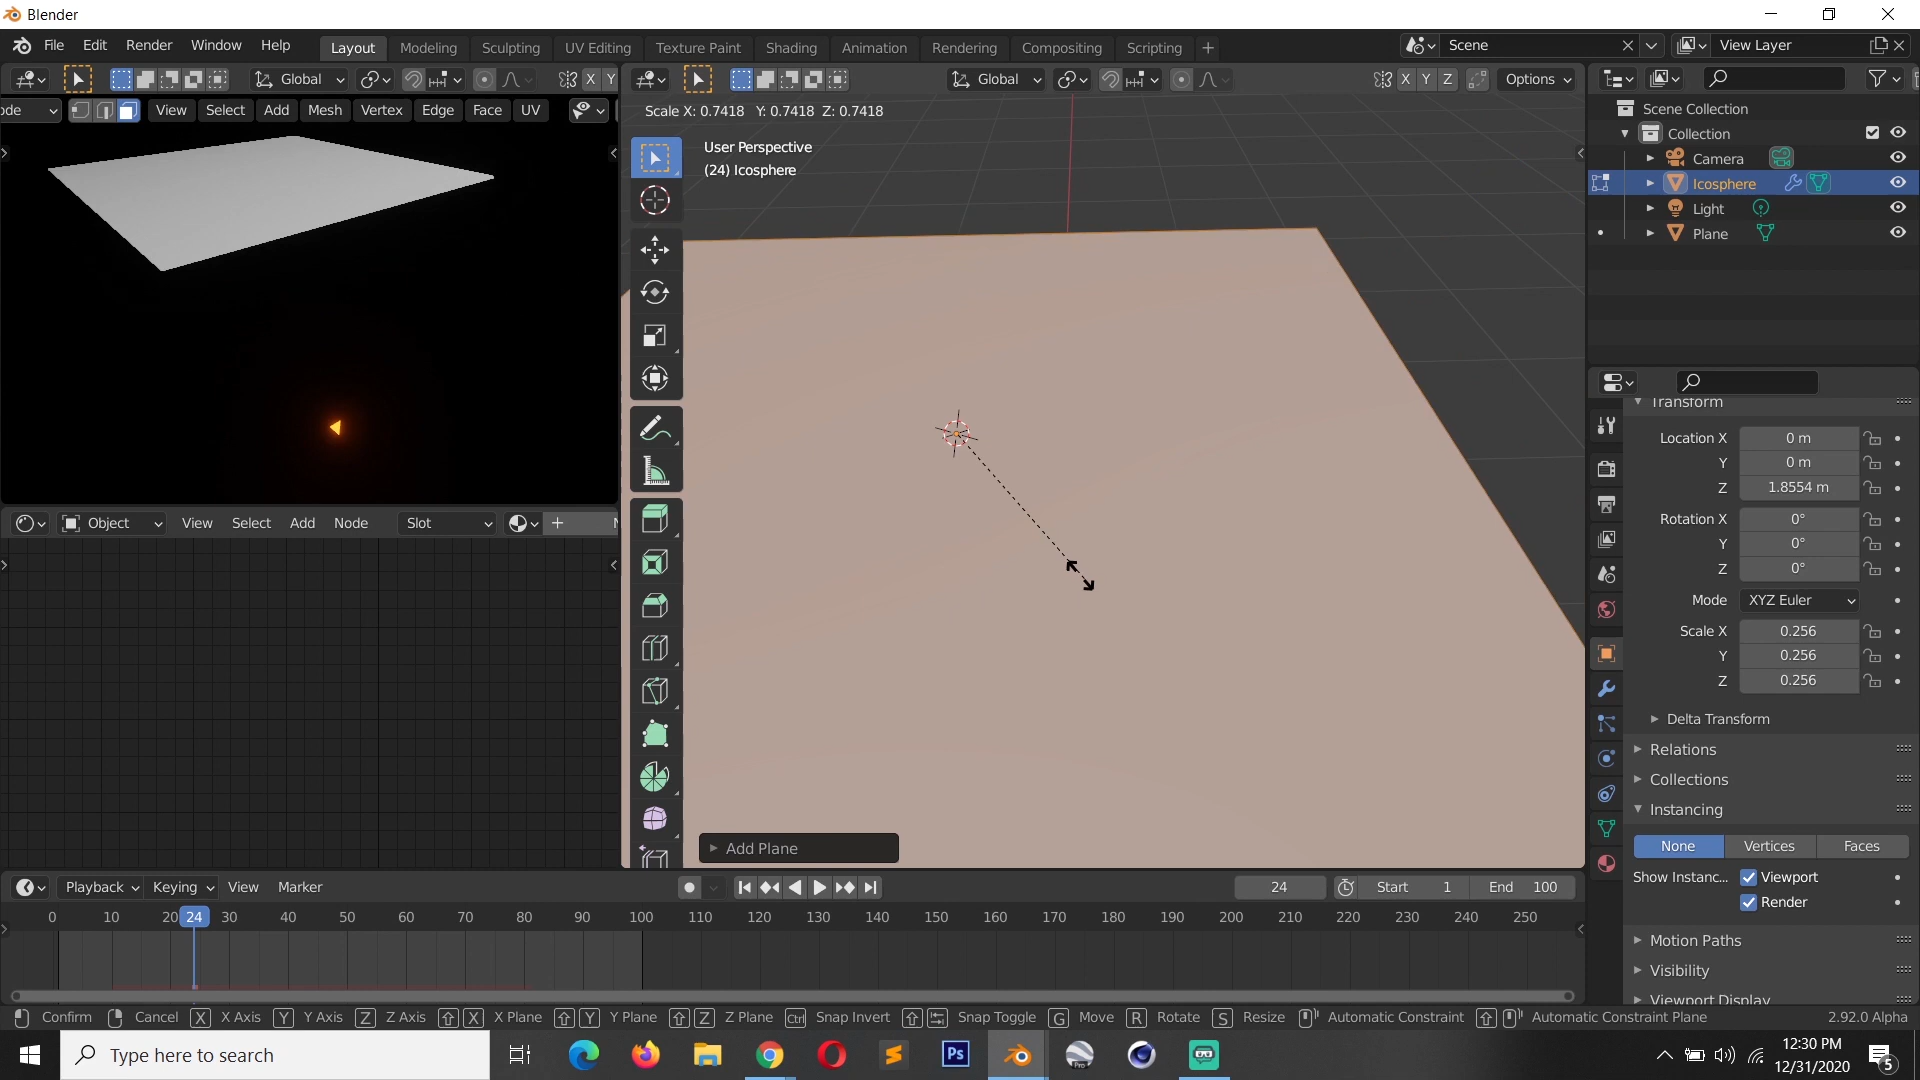 Blender
File Edit Render Window Help Layout Modeling Sculpting UV Editing Texture Paint Shading Animation Rendering Compositing Scripting + Scene View Layer
Global X Y Global X Y Z Options
ode View Select Add Mesh Vertex Edge Face UV
Scale X: 0.7418 Y: 0.7418 Z: 0.7418
User Perspective
(24) Icosphere
Scene Collection
Collection
Camera
Icosphere
Light
Plane
Transform
Location X 0 m
Y 0 m
Z 1.8554 m
Rotation X 0°
Y 0°
Z 0°
Mode XYZ Euler
Scale X 0.256
Y 0.256
Z 0.256
Delta Transform
Relations
Collections
Instancing
None Vertices Faces
Show Instanc... Viewport
Render
Motion Paths
Visibility
Viewport Display
Object View Select Add Node Slot
Add Plane
Playback Keying View Marker 24 Start 1 End 100
0 10 20 24 30 40 50 60 70 80 90 100 110 120 130 140 150 160 170 180 190 200 210 220 230 240 250
Confirm Cancel X X Axis Y Y Axis Z Z Axis X X Plane Y Y Plane Z Z Plane Ctrl Snap Invert Snap Toggle G Move R Rotate S Resize Automatic Constraint Automatic Constraint Plane 2.92.0 Alpha
Type here to search
Ps
Pro
12:30 PM
12/31/2020
5